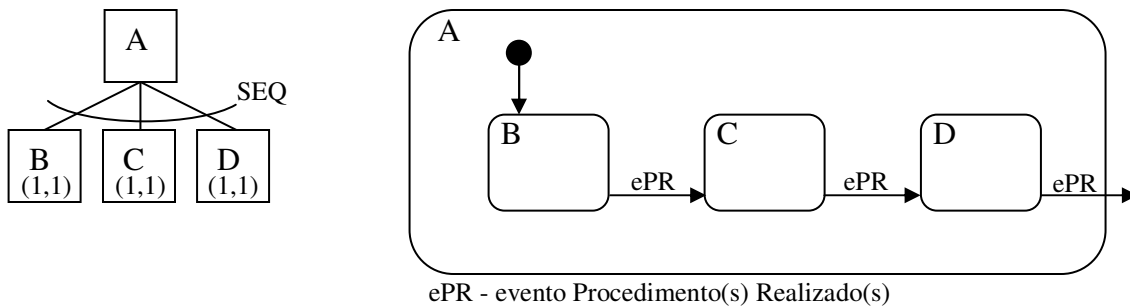 A
SEQ
B
(1,1)
C
(1,1)
D
(1,1)
A
B
C
D
ePR
ePR
ePR
ePR - evento Procedimento(s) Realizado(s)